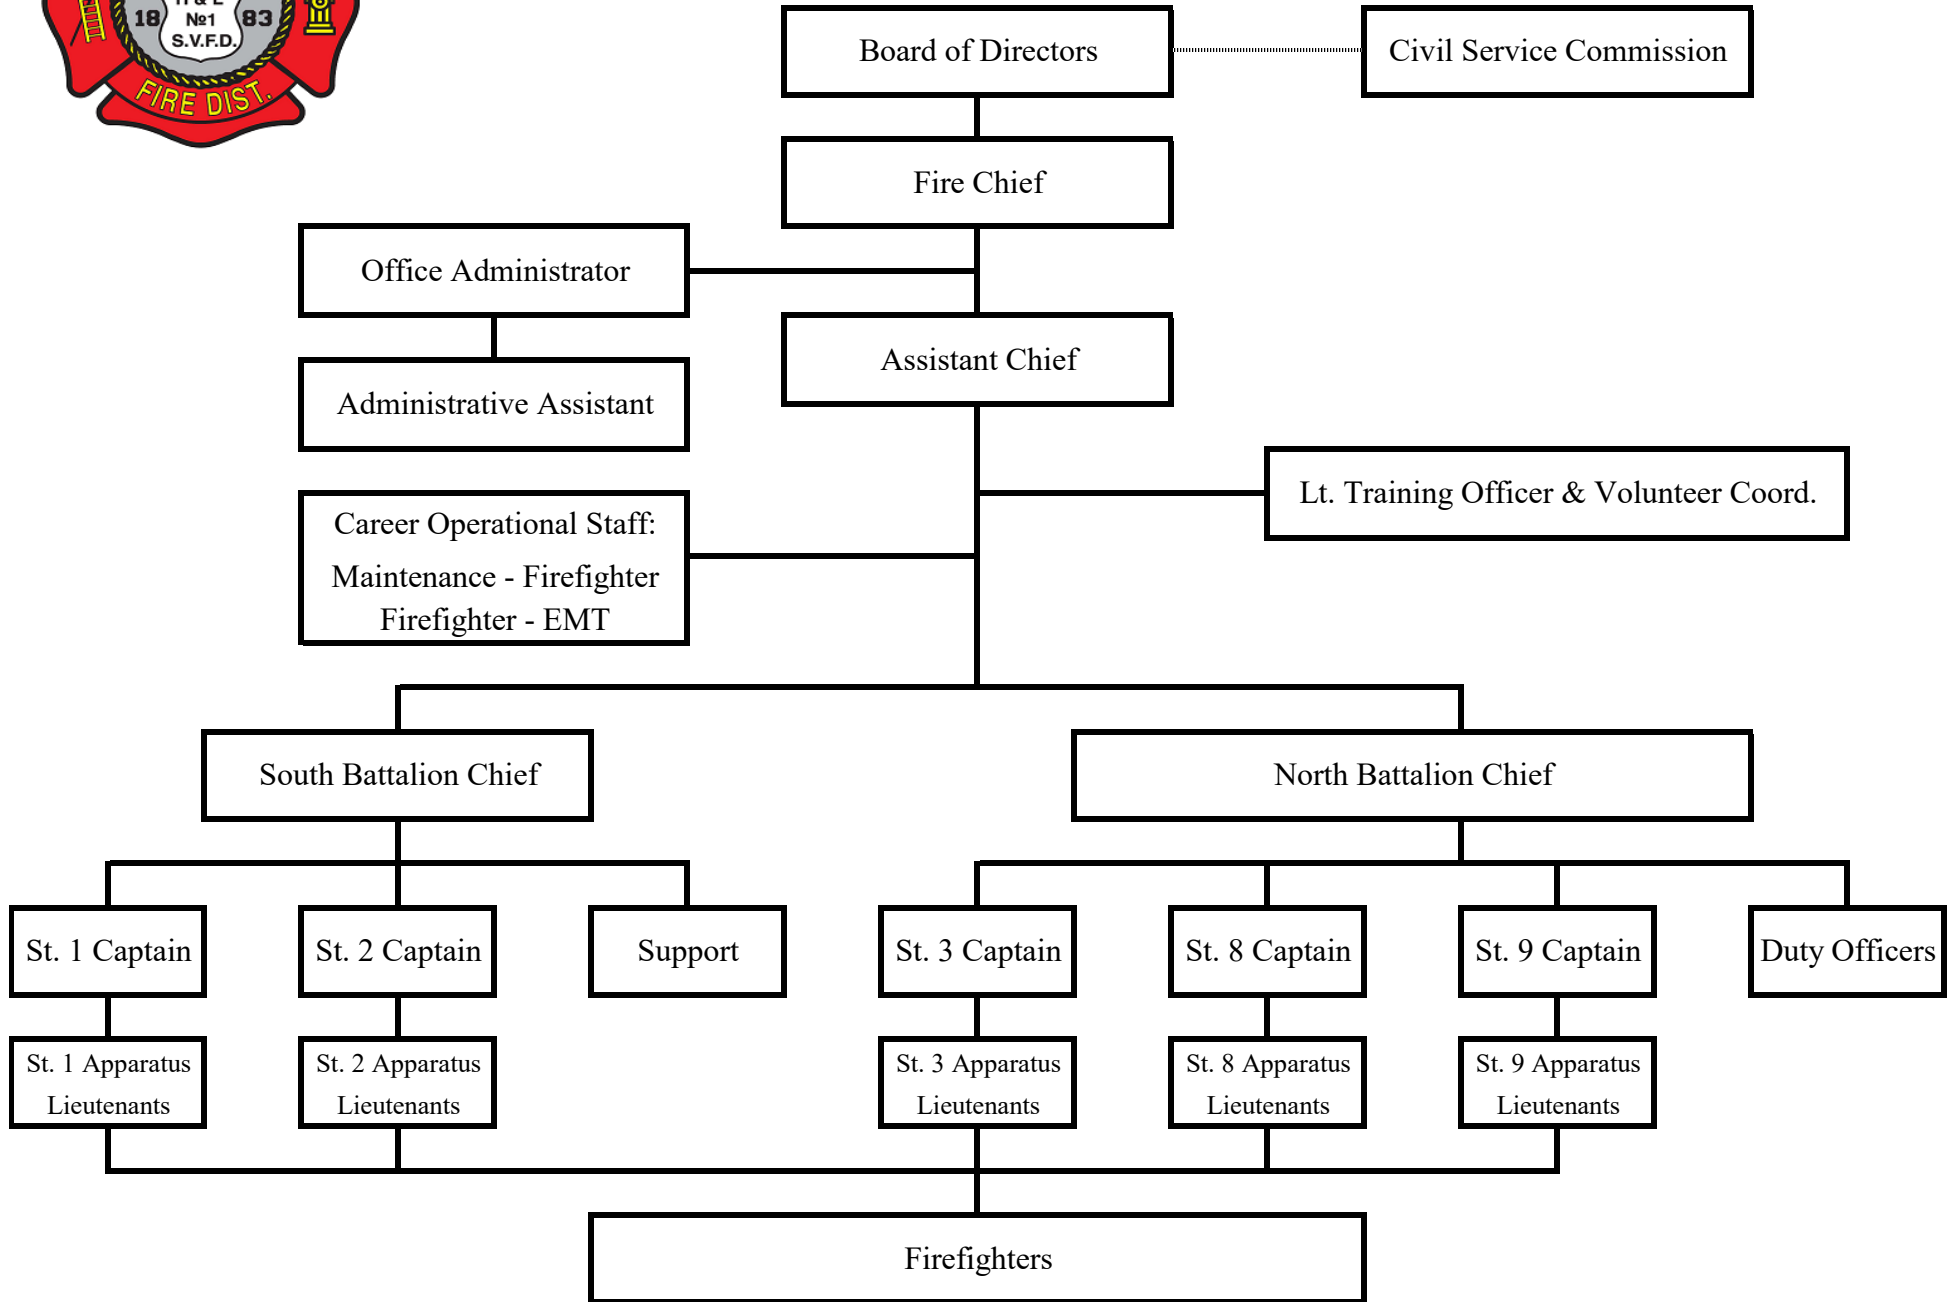 H & L
18 №1 83
S.V.F.D.
FIRE DIST.
Board of Directors
Civil Service Commission
Fire Chief
Office Administrator
Assistant Chief
Administrative Assistant
Lt. Training Officer & Volunteer Coord.
Career Operational Staff:
Maintenance - Firefighter
Firefighter - EMT
South Battalion Chief
North Battalion Chief
St. 1 Captain
St. 2 Captain
Support
St. 3 Captain
St. 8 Captain
St. 9 Captain
Duty Officers
St. 1 Apparatus
Lieutenants
St. 2 Apparatus
Lieutenants
St. 3 Apparatus
Lieutenants
St. 8 Apparatus
Lieutenants
St. 9 Apparatus
Lieutenants
Firefighters